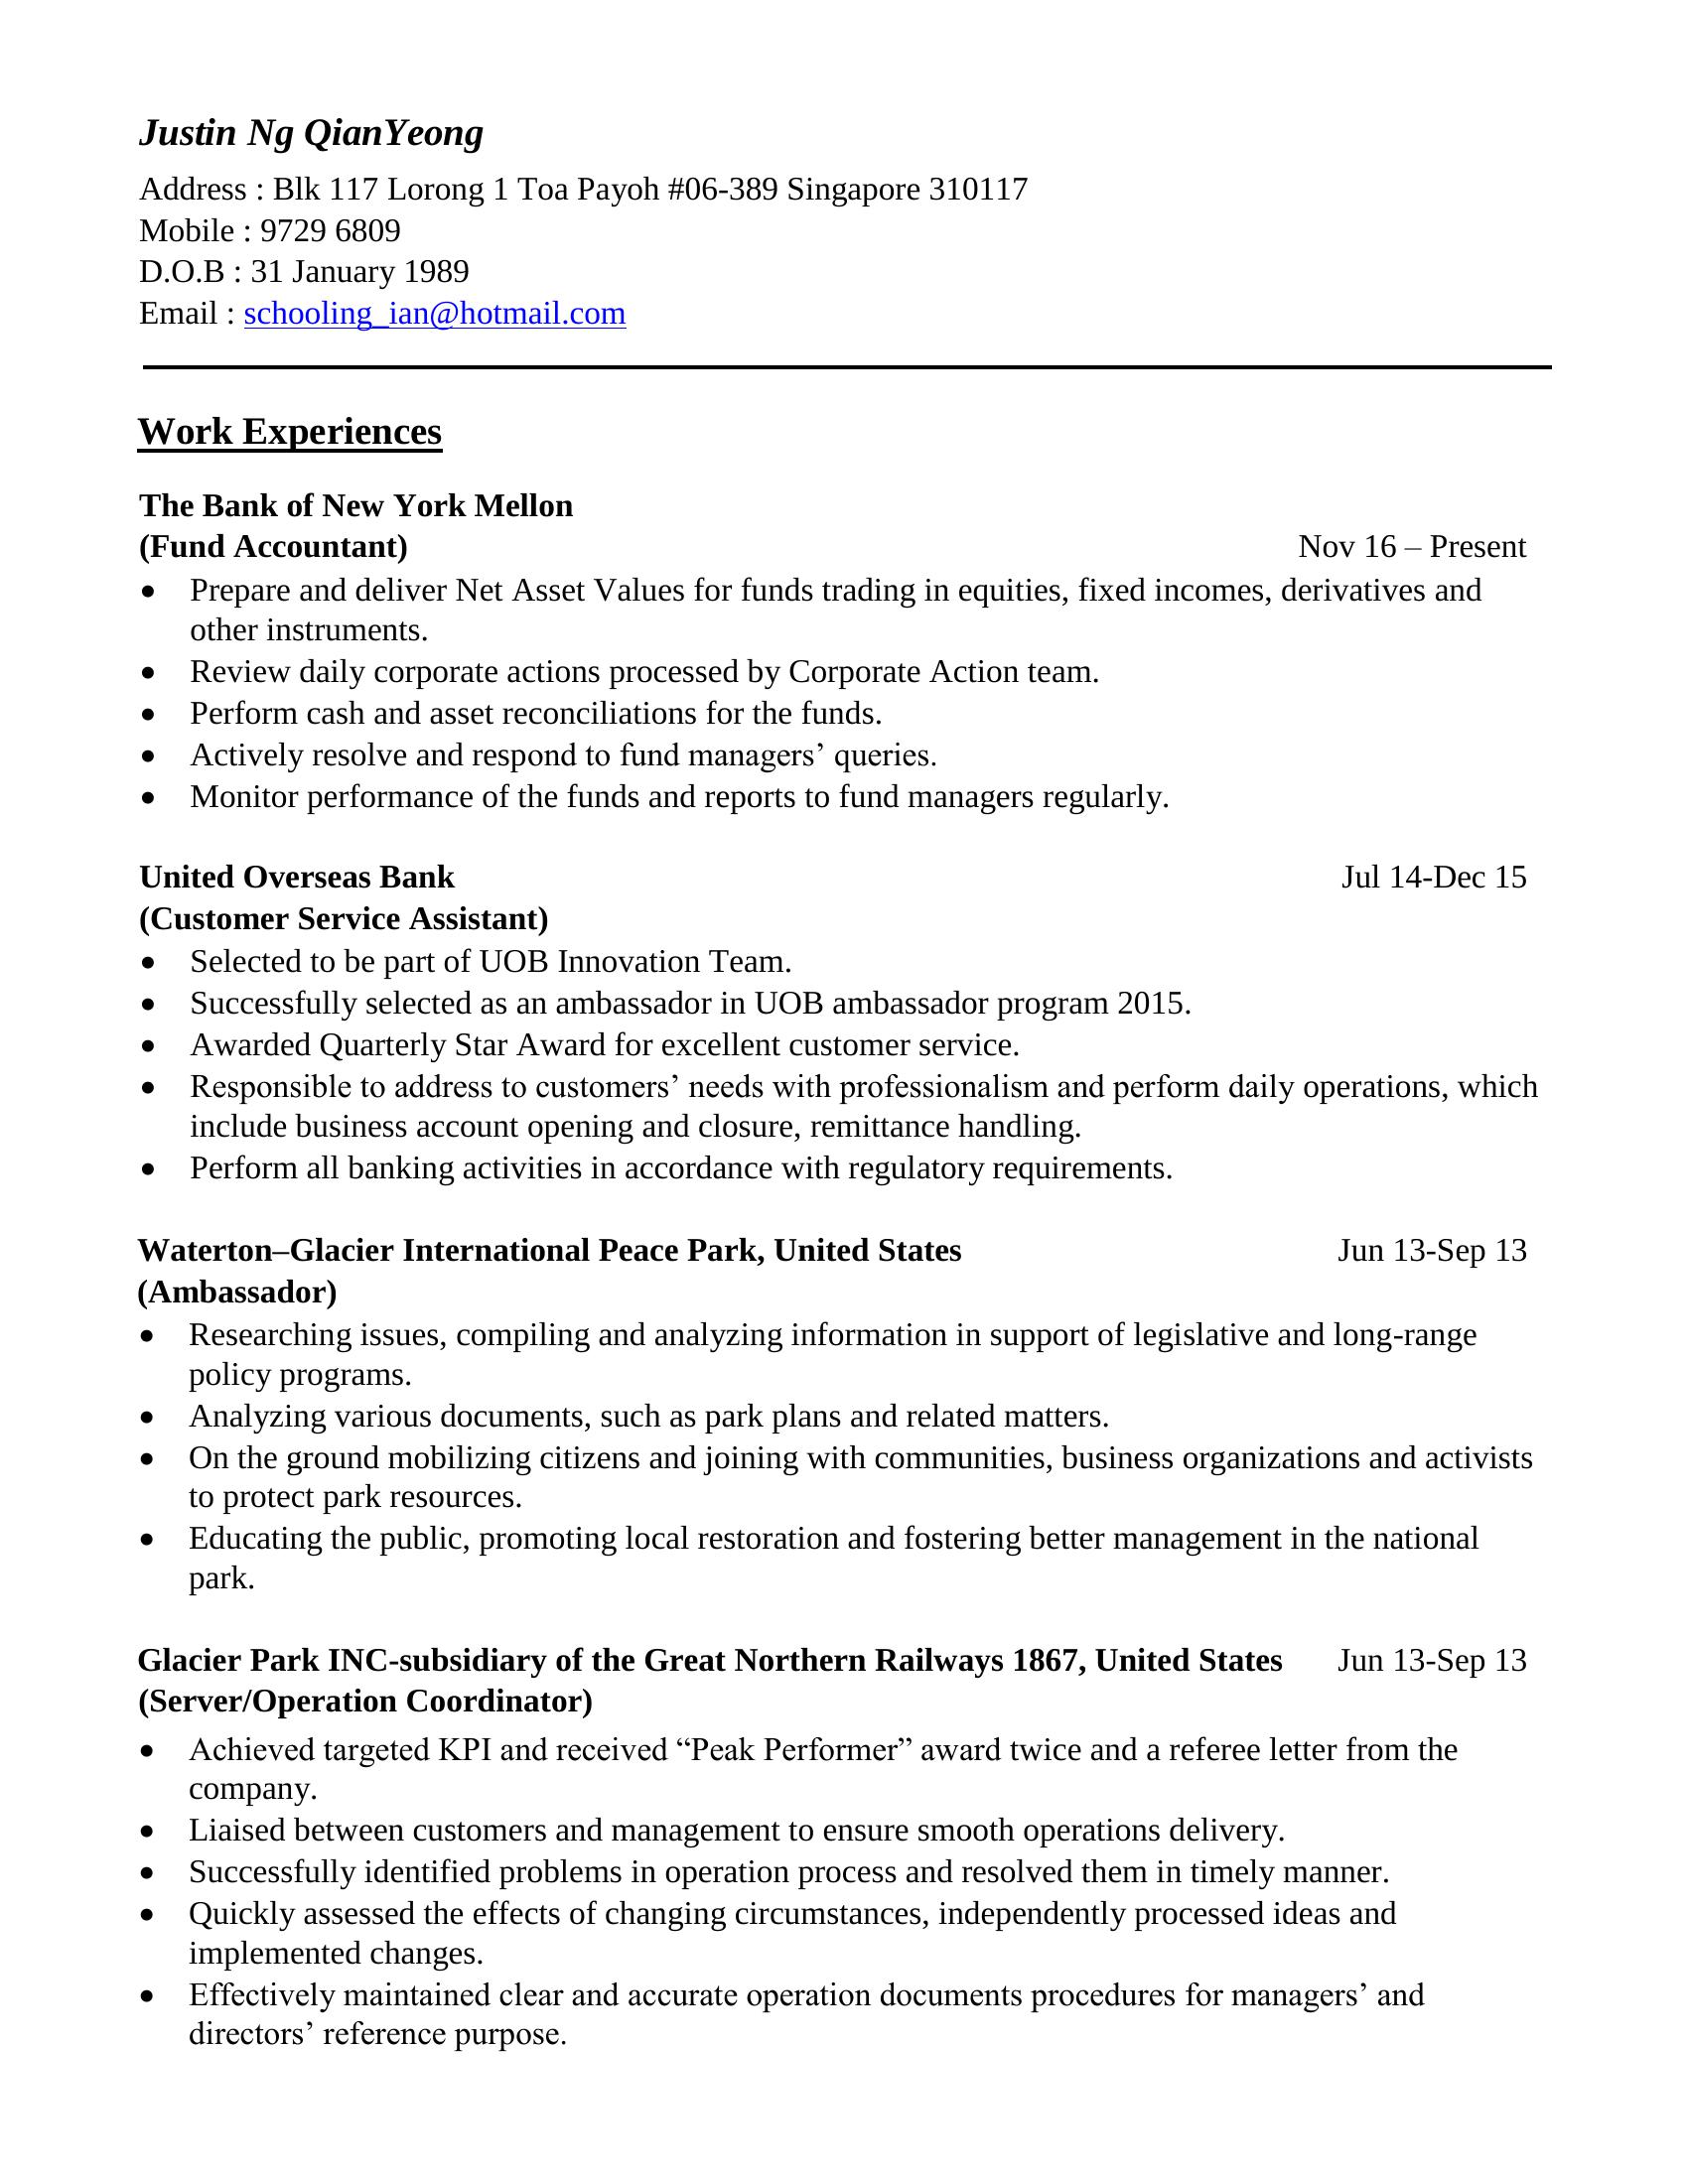 Justin Ng QianYeong
Address : Blk 117 Lorong 1 Toa Payoh #06-389 Singapore 310117
Mobile : 9729 6809
D.O.B : 31 January 1989
Email : schooling_ian@hotmail.com
Work Experiences
The Bank of New York Mellon
(Fund Accountant) Nov 16 – Present
• Prepare and deliver Net Asset Values for funds trading in equities, fixed incomes, derivatives and
other instruments.
• Review daily corporate actions processed by Corporate Action team.
• Perform cash and asset reconciliations for the funds.
• Actively resolve and respond to fund managers’ queries.
• Monitor performance of the funds and reports to fund managers regularly.
United Overseas Bank Jul 14-Dec 15
(Customer Service Assistant)
• Selected to be part of UOB Innovation Team.
• Successfully selected as an ambassador in UOB ambassador program 2015.
• Awarded Quarterly Star Award for excellent customer service.
• Responsible to address to customers’ needs with professionalism and perform daily operations, which
include business account opening and closure, remittance handling.
• Perform all banking activities in accordance with regulatory requirements.
Waterton–Glacier International Peace Park, United States Jun 13-Sep 13
(Ambassador)
• Researching issues, compiling and analyzing information in support of legislative and long-range
policy programs.
• Analyzing various documents, such as park plans and related matters.
• On the ground mobilizing citizens and joining with communities, business organizations and activists
to protect park resources.
• Educating the public, promoting local restoration and fostering better management in the national
park.
Glacier Park INC-subsidiary of the Great Northern Railways 1867, United States Jun 13-Sep 13
(Server/Operation Coordinator)
• Achieved targeted KPI and received “Peak Performer” award twice and a referee letter from the
company.
• Liaised between customers and management to ensure smooth operations delivery.
• Successfully identified problems in operation process and resolved them in timely manner.
• Quickly assessed the effects of changing circumstances, independently processed ideas and
implemented changes.
• Effectively maintained clear and accurate operation documents procedures for managers’ and
directors’ reference purpose.